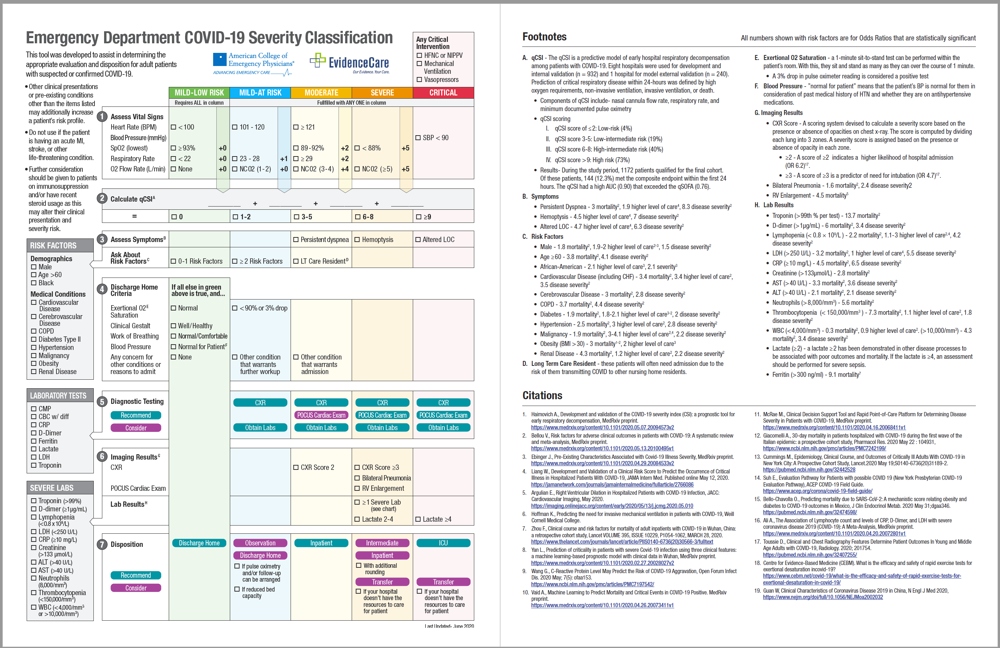 Emergency Department COVID-19 Severity Classification
This tool was developed to assist in determining the
appropriate evaluation and disposition for adult patients
with suspected or confirmed COVID-19.
American College of
Emergency Physicians®
ADVANCING EMERGENCY CARE
EvidenceCare
Our Evidence. Your Care.
Any Critical
Intervention
HFNC or NIPPV
Mechanical
Ventilation
Vasopressors
• Other clinical presentations
or pre-existing conditions
other than the items listed
may additionally increase
a patient's risk profile.
• Do not use if the patient
is having an acute MI,
stroke, or other
life-threatening condition.
• Further consideration
should be given to patients
on immunosuppression
and/or have recent
steroid usage as this
may alter their clinical
presentation and
severity risk.
MILD-LOW RISK MILD-AT RISK MODERATE SEVERE CRITICAL
Requires ALL in column Fullfilled with ANY ONE in column
1 Assess Vital Signs
Heart Rate (BPM) <100 101 - 120 ≥121
Blood Pressure (mmHg) SBP < 90
SpO2 (lowest) ≥93% +0 89-92% +2 < 88% +5
Respiratory Rate < 22 +0 23 - 28 +1 ≥29 +2
O2 Flow Rate (L/min) None +0 NCO2 (1-2) +0 NCO2 (3-4) +4 NCO2 (≥5) +5
2 Calculate qCSIA
+ + +
= 0 1-2 3-5 6-8 ≥9
3 Assess SymptomsB Persistent dyspnea Hemoptysis Altered LOC
Ask About
Risk FactorsC 0-1 Risk Factors ≥ 2 Risk Factors LT Care ResidentD
RISK FACTORS
Demographics
Male
Age >60
Black
Medical Conditions
Cardiovascular
Disease
Cerebrovascular
Disease
COPD
Diabetes Type II
Hypertension
Malignancy
Obesity
Renal Disease
4 Discharge Home
Criteria
If all else in green
above is true, and...
Exertional O2E
Saturation
Normal <90% or 3% drop
Clinical Gestalt Well/Healthy
Work of Breathing Normal/Comfortable
Blood Pressure Normal for PatientF
Any concern for
other conditions or
reasons to admit
None
Other condition
that warrants
further workup
Other condition
that warrants
admission
LABORATORY TESTS
CMP
CBC w/ diff
CRP
D-Dimer
Ferritin
Lactate
LDH
Troponin
5 Diagnostic Testing CXR CXR CXR CXR
Recommend POCUS Cardiac Exam POCUS Cardiac Exam POCUS Cardiac Exam
Consider Obtain Labs Obtain Labs Obtain Labs Obtain Labs
6 Imaging ResultsG
CXR CXR Score 2 CXR Score ≥3
Bilateral Pneumonia
POCUS Cardiac Exam RV Enlargement
Lab ResultsH ≥1 Severe Lab
(see chart)
Lactate 2-4 Lactate ≥4
SEVERE LABS
Troponin (>99%)
D-dimer (≥1µg/mL)
Lymphopenia
(<0.8 x 10⁹/L)
LDH (<250 U/L)
CRP (≥10 mg/L)
Creatinine
(>133 µmol/L)
ALT (>40 U/L)
AST (>40 U/L)
Neutrophils
(8,000/mm³)
Thrombocytopenia
(<150,000/mm³)
WBC (<4,000/mm³
or >10,000/mm³)
7 Disposition Discharge Home Observation Inpatient Intermediate ICU
Discharge Home Inpatient
Recommend
Consider
If pulse oximetry
and/or follow-up
can be arranged
If reduced bed
capacity
With additional
rounding
Transfer Transfer
If your hospital
doesn't have the
resources to care
for patient
If your hospital
doesn't have the
resources to care
for patient
Last Updated- June 2020
Footnotes
All numbers shown with risk factors are for Odds Ratios that are statistically significant
A. qCSI - The qCSI is a predictive model of early hospital respiratory decompensation
among patients with COVID-19. Eight hospitals were used for development and
internal validation (n = 932) and 1 hospital for model external validation (n = 240).
Prediction of critical respiratory disease within 24-hours was defined by high
oxygen requirements, non-invasive ventilation, invasive ventilation, or death.
• Components of qCSI include- nasal cannula flow rate, respiratory rate, and
minimum documented pulse oximetry
• qCSI scoring
I. qCSI score of ≤2: Low-risk (4%)
II. qCSI score 3-5: Low-intermediate risk (19%)
III. qCSI score 6-8: High-intermediate risk (40%)
IV. qCSI score >9: High risk (73%)
• Results- During the study period, 1172 patients qualified for the final cohort.
Of these patients, 144 (12.3%) met the composite endpoint within the first 24
hours. The qCSI had a high AUC (0.90) that exceeded the qSOFA (0.76).
B. Symptoms
• Persistent Dyspnea - 3 mortality², 1.9 higher level of care⁴, 8.3 disease severity²
• Hemoptysis - 4.5 higher level of care⁴, 7 disease severity²
• Altered LOC - 4.7 higher level of care⁴, 6.3 disease severity²
C. Risk Factors
• Male - 1.8 mortality², 1.9-2 higher level of care²⁻³, 1.5 disease severity²
• Age ≥60 - 3.8 mortality², 4.1 disease everity²
• African-American - 2.1 higher level of care³, 2.1 severity³
• Cardiovascular Disease (including CHF) - 3.4 mortality², 3.4 higher level of care²,
3.5 disease severity²
• Cerebrovascular Disease - 3 mortality², 2.8 disease severity²
• COPD - 3.7 mortality², 4.4 disease severity²
• Diabetes - 1.9 mortality², 1.8-2.1 higher level of care³⁻², 2 disease severity²
• Hypertension - 2.5 mortality², 3 higher level of care², 2.8 disease severity²
• Malignancy - 1.9 mortality², 3-4.1 higher level of care²,⁴, 2.2 disease severity²
• Obesity (BMI >30) - 3 mortality¹⁻², 2 higher level of care³
• Renal Disease - 4.3 mortality², 1.2 higher level of care², 2.2 disease severity²
D. Long Term Care Resident - these patients will often need admission due to the
risk of them transmitting COVID to other nursing home residents.
E. Exertional O2 Saturation - a 1-minute sit-to-stand test can be performed within the
patient's room. With this, they sit and stand as many as they can over the course of 1 minute.
• A 3% drop in pulse oximeter reading is considered a positive test
F. Blood Pressure - "normal for patient" means that the patient's BP is normal for them in
consideration of past medical history of HTN and whether they are on antihypertensive
medications.
G. Imaging Results
• CXR Score - A scoring system devised to calculate a severity score based on the
presence or absence of opacities on chest x-ray. The score is computed by dividing
each lung into 3 zones. A severity score is assigned based on the presence or
absence of opacity in each zone.
• ≥2 - A score of ≥2 indicates a higher likelihood of hospital admission
(OR 6.2)¹⁷.
• ≥3 - A score of ≥3 is a predictor of need for intubation (OR 4.7)¹⁷.
• Bilateral Pneumonia - 1.6 mortality², 2.4 disease severity2
• RV Enlargement - 4.5 mortality⁵
H. Lab Results
• Troponin (>99th % per test) - 13.7 mortality²
• D-dimer (>1µg/mL) - 6 mortality², 3.4 disease severity²
• Lymphopenia (< 0.8 × 10⁹/L ) - 2.2 mortality², 1.1-3 higher level of care²,⁴, 4.2
disease severity²
• LDH (>250 U/L) - 3.2 mortality², 1 higher level of care⁴, 5.5 disease severity²
• CRP (≥10 mg/L) - 4.5 mortality², 6.5 disease severity²
• Creatinine (>133µmol/L) - 2.8 mortality²
• AST (>40 U/L) - 3.3 mortality², 3.6 disease severity²
• ALT (>40 U/L) - 2.1 mortality², 2.1 disease severity²
• Neutrophils (>8,000/mm³) - 5.6 mortality²
• Thrombocytopenia (< 150,000/mm³ ) - 7.3 mortality², 1.1 higher level of care², 1.8
disease severity²
• WBC (<4,000/mm³) - 0.3 mortality², 0.9 higher level of care². (>10,000/mm³) - 4.3
mortality², 3.4 disease severity²
• Lactate (≥2) - a lactate ≥2 has been demonstrated in other disease processes to
be associated with poor outcomes and mortality. If the lactate is ≥4, an assessment
should be performed for severe sepsis.
• Ferritin (>300 ng/ml) - 9.1 mortality⁷
Citations
1. Haimovich A., Development and validation of the COVID-19 severity index (CSI): a prognostic tool for
early respiratory decompensation, MedRxiv preprint.
https://www.medrxiv.org/content/10.1101/2020.05.07.20094573v2
2. Bellou V., Risk factors for adverse clinical outcomes in patients with COVID-19: A systematic review
and meta-analysis, MedRxiv preprint.
https://www.medrxiv.org/content/10.1101/2020.05.13.20100495v1
3. Ebinger J., Pre-Existing Characteristics Associated with Covid-19 Illness Severity, MedRxiv preprint.
https://www.medrxiv.org/content/10.1101/2020.04.29.20084533v2
4. Liang W., Development and Validation of a Clinical Risk Score to Predict the Occurrence of Critical
Illness in Hospitalized Patients With COVID-19, JAMA Intern Med. Published online May 12, 2020.
https://jamanetwork.com/journals/jamainternalmedicine/fullarticle/2766086
5. Argulian E., Right Ventricular Dilation in Hospitalized Patients with COVID-19 Infection, JACC:
Cardiovascular Imaging, May 2020.
https://imaging.onlinejacc.org/content/early/2020/05/13/j.jcmg.2020.05.010
6. Hoffman K., Predicting the need for invasive mechanical ventilation in patients with COVID-19, Weill
Cornell Medical College.
7. Zhou F., Clinical course and risk factors for mortality of adult inpatients with COVID-19 in Wuhan, China:
a retrospective cohort study, Lancet VOLUME 395, ISSUE 10229, P1054-1062, MARCH 28, 2020.
https://www.thelancet.com/journals/lancet/article/PIIS0140-6736(20)30566-3/fulltext
8. Yan L., Prediction of criticality in patients with severe Covid-19 infection using three clinical features:
a machine learning-based prognostic model with clinical data in Wuhan, MedRxiv preprint.
https://www.medrxiv.org/content/10.1101/2020.02.27.20028027v2
9. Wang G., C-Reactive Protein Level May Predict the Risk of COVID-19 Aggravation, Open Forum Infect
Dis. 2020 May; 7(5): ofaa153.
https://www.ncbi.nlm.nih.gov/pmc/articles/PMC7197542/
10. Vaid A., Machine Learning to Predict Mortality and Critical Events in COVID-19 Positive. MedRxiv
preprint.
https://www.medrxiv.org/content/10.1101/2020.04.26.20073411v1
11. McRae M., Clinical Decision Support Tool and Rapid Point-of-Care Platform for Determining Disease
Severity in Patients with COVID-19, MedRxiv preprint.
https://www.medrxiv.org/content/10.1101/2020.04.16.20068411v1
12. Giacomelli A., 30-day mortality in patients hospitalized with COVID-19 during the first wave of the
Italian epidemic: a prospective cohort study, Pharmacol Res. 2020 May 22 : 104931,
https://www.ncbi.nlm.nih.gov/pmc/articles/PMC7242199/
13. Cummings M., Epidemiology, Clinical Course, and Outcomes of Critically Ill Adults With COVID-19 in
New York City: A Prospective Cohort Study, Lancet.2020 May 19;S0140-6736(20)31189-2.
https://pubmed.ncbi.nlm.nih.gov/32442528
14. Suh E., Evaluation Pathway for Patients with possible COVID 19 (New York Presbyterian COVID-19
Evaluation Pathway), ACEP COVID-19 Field Guide.
https://www.acep.org/corona/covid-19-field-guide/
15. Bello-Chavolla O., Predicting mortality due to SARS-CoV-2: A mechanistic score relating obesity and
diabetes to COVID-19 outcomes in Mexico, J Clin Endocrinol Metab. 2020 May 31;dgaa346.
https://pubmed.ncbi.nlm.nih.gov/32474598/
16. Ali A., The Association of Lymphocyte count and levels of CRP, D-Dimer, and LDH with severe
coronavirus disease 2019 (COVID-19): A Meta-Analysis, MedRxiv preprint.
https://www.medrxiv.org/content/10.1101/2020.04.20.20072801v1
17. Toussie D., Clinical and Chest Radiography Features Determine Patient Outcomes In Young and Middle
Age Adults with COVID-19, Radiology. 2020; 201754.
https://pubmed.ncbi.nlm.nih.gov/32407255/
18. Centre for Evidence-Based Medicine (CEBM). What is the efficacy and safety of rapid exercise tests for
exertional desaturation incovid-19?
https://www.cebm.net/covid-19/what-is-the-efficacy-and-safety-of-rapid-exercise-tests-for-
exertional-desaturation-in-covid-19/
19. Guan W, Clinical Characteristics of Coronavirus Disease 2019 in China, N Engl J Med 2020,
https://www.nejm.org/doi/full/10.1056/NEJMoa2002032